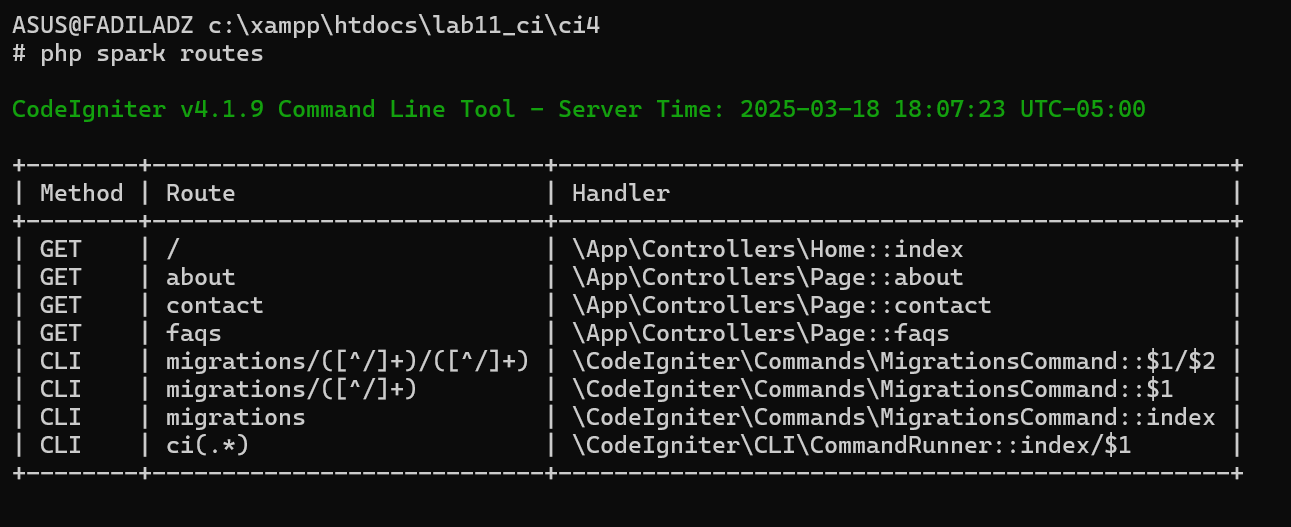 ASUS@FADILADZ c:\xampp\htdocs\lab11_ci\ci4
# php spark routes
CodeIgniter v4.1.9 Command Line Tool - Server Time: 2025-03-18 18:07:23 UTC-05:00
+--------+-----------------------------+------------------------------------------------+
| Method | Route                       | Handler                                        |
+--------+-----------------------------+------------------------------------------------+
| GET    | /                           | \App\Controllers\Home::index                   |
| GET    | about                       | \App\Controllers\Page::about                   |
| GET    | contact                     | \App\Controllers\Page::contact                 |
| GET    | faqs                        | \App\Controllers\Page::faqs                    |
| CLI    | migrations/([^/]+)/([^/]+) | \CodeIgniter\Commands\MigrationsCommand::$1/$2 |
| CLI    | migrations/([^/]+)          | \CodeIgniter\Commands\MigrationsCommand::$1    |
| CLI    | migrations                  | \CodeIgniter\Commands\MigrationsCommand::index |
| CLI    | ci(.*)                      | \CodeIgniter\CLI\CommandRunner::index/$1       |
+--------+-----------------------------+------------------------------------------------+